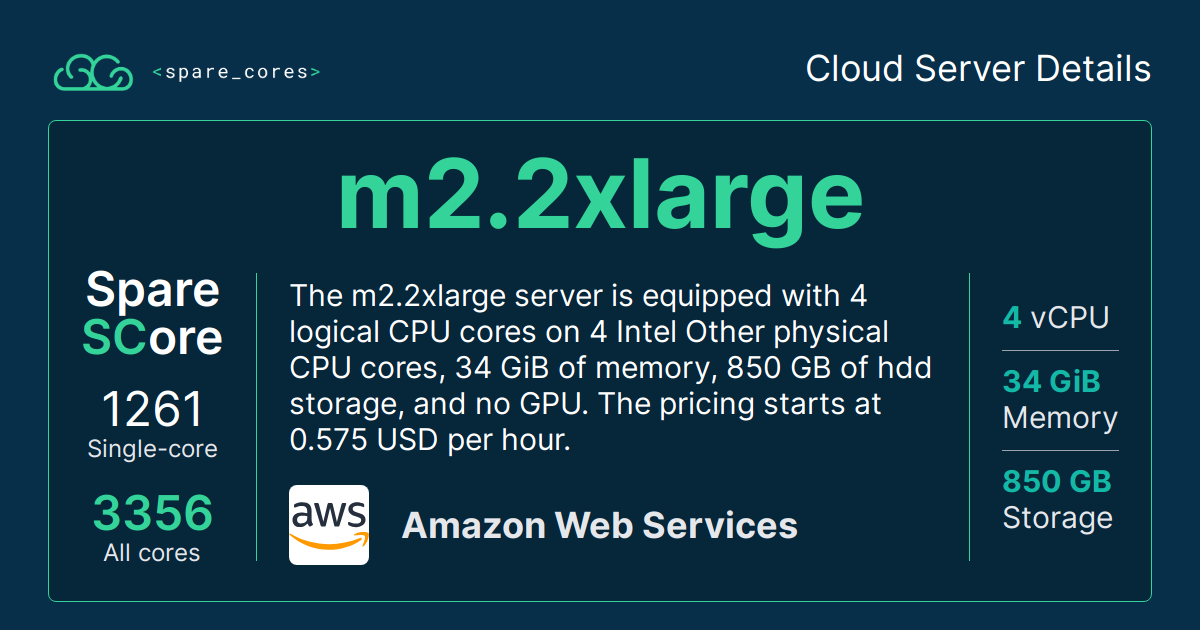 <spare_cores>
Cloud Server Details
m2.2xlarge
Spare
SCore
1261
Single-core
3356
All cores
The m2.2xlarge server is equipped with 4
logical CPU cores on 4 Intel Other physical
CPU cores, 34 GiB of memory, 850 GB of hdd
storage, and no GPU. The pricing starts at
0.575 USD per hour.
aws
Amazon Web Services
4 vCPU
34 GiB
Memory
850 GB
Storage